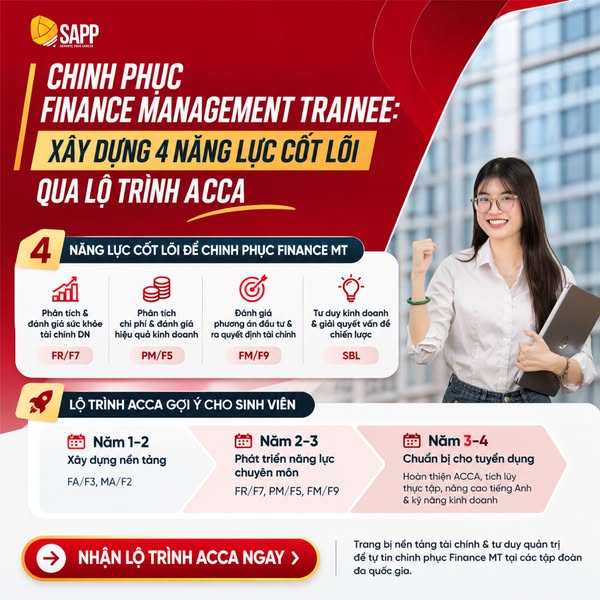 SAPP
CHINH PHỤC
FINANCE MANAGEMENT TRAINEE:
XÂY DỰNG 4 NĂNG LỰC CỐT LÕI
QUA LỘ TRÌNH ACCA
4 NĂNG LỰC CỐT LÕI ĐỂ CHINH PHỤC FINANCE MT
Phân tích &
đánh giá sức khỏe
tài chính DN
FR/F7
Phân tích
chi phí & đánh giá
hiệu quả kinh doanh
PM/F5
Đánh giá
phương án đầu tư &
ra quyết định tài chính
FM/F9
Tư duy kinh doanh
& giải quyết vấn đề
chiến lược
SBL
LỘ TRÌNH ACCA GỢI Ý CHO SINH VIÊN
Năm 1-2
Xây dựng nền tảng
FA/F3, MA/F2
Năm 2-3
Phát triển năng lực
chuyên môn
FR/F7, PM/F5, FM/F9
Năm 3-4
Chuẩn bị cho tuyển dụng
Hoàn thiện ACCA, tích lũy
thực tập, nâng cao tiếng Anh
& kỹ năng kinh doanh
NHẬN LỘ TRÌNH ACCA NGAY
Trang bị nền tảng tài chính & tư duy quản trị
để tự tin chinh phục Finance MT tại các tập đoàn
đa quốc gia.